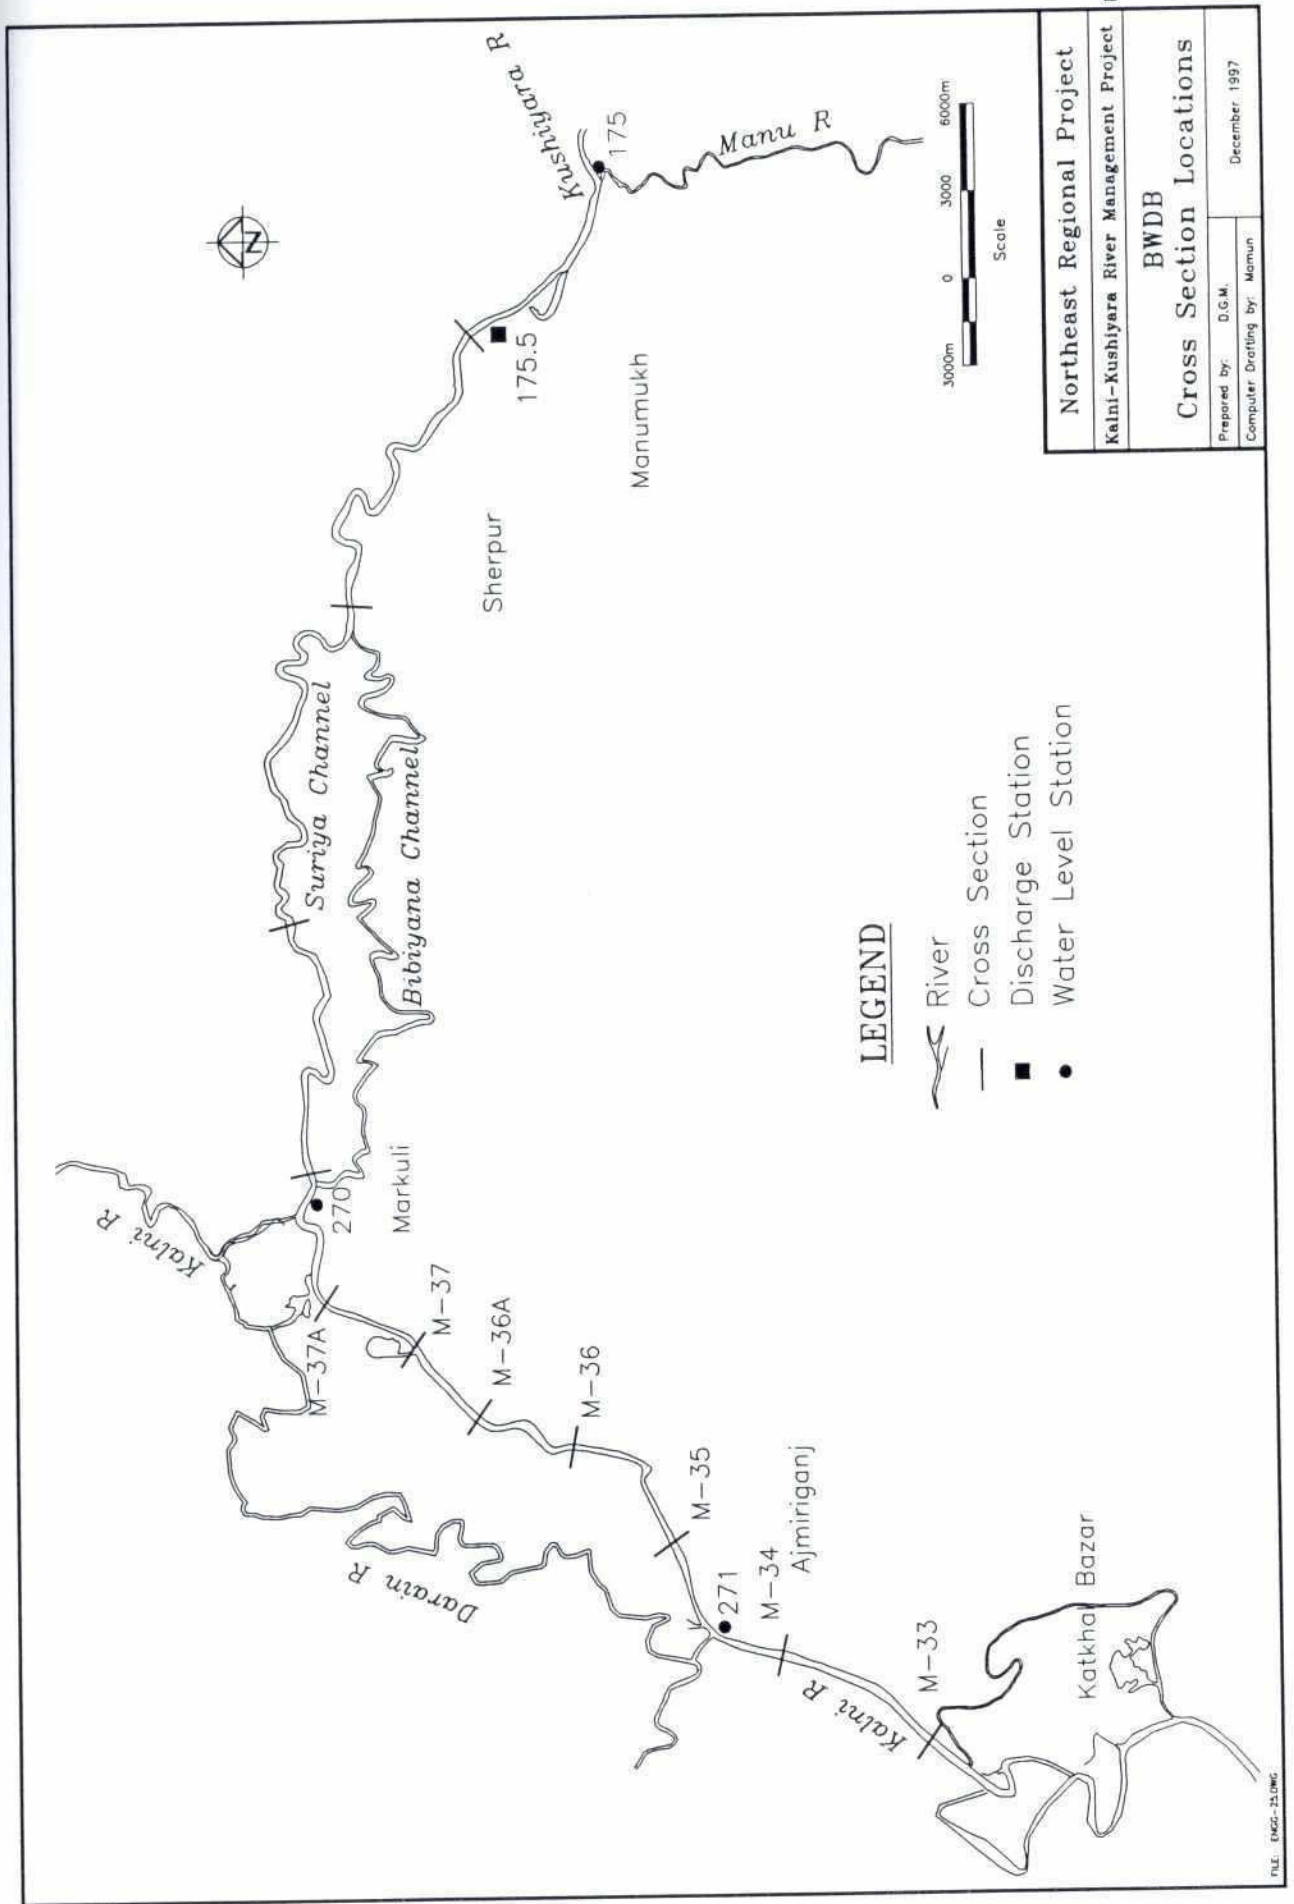 Kushiyara R
175
Manu R
175.5
Manumukh
Sherpur
Suriya Channel
Bibiyana Channel
Kalni R
270
Markuli
M-37A
M-37
M-36A
M-36
M-35
Darain R
271
M-34
Ajmiriganj
Kalni R
M-33
Katkhal Bazar
N
3000m 0 3000 6000m
Scale
LEGEND
River
Cross Section
Discharge Station
Water Level Station
Northeast Regional Project
Kalni-Kushiyara River Management Project
BWDB
Cross Section Locations
Prepared by: D.G.M.
December 1997
Computer Drafting by: Mamun
FILE: ENGG-25.DWG